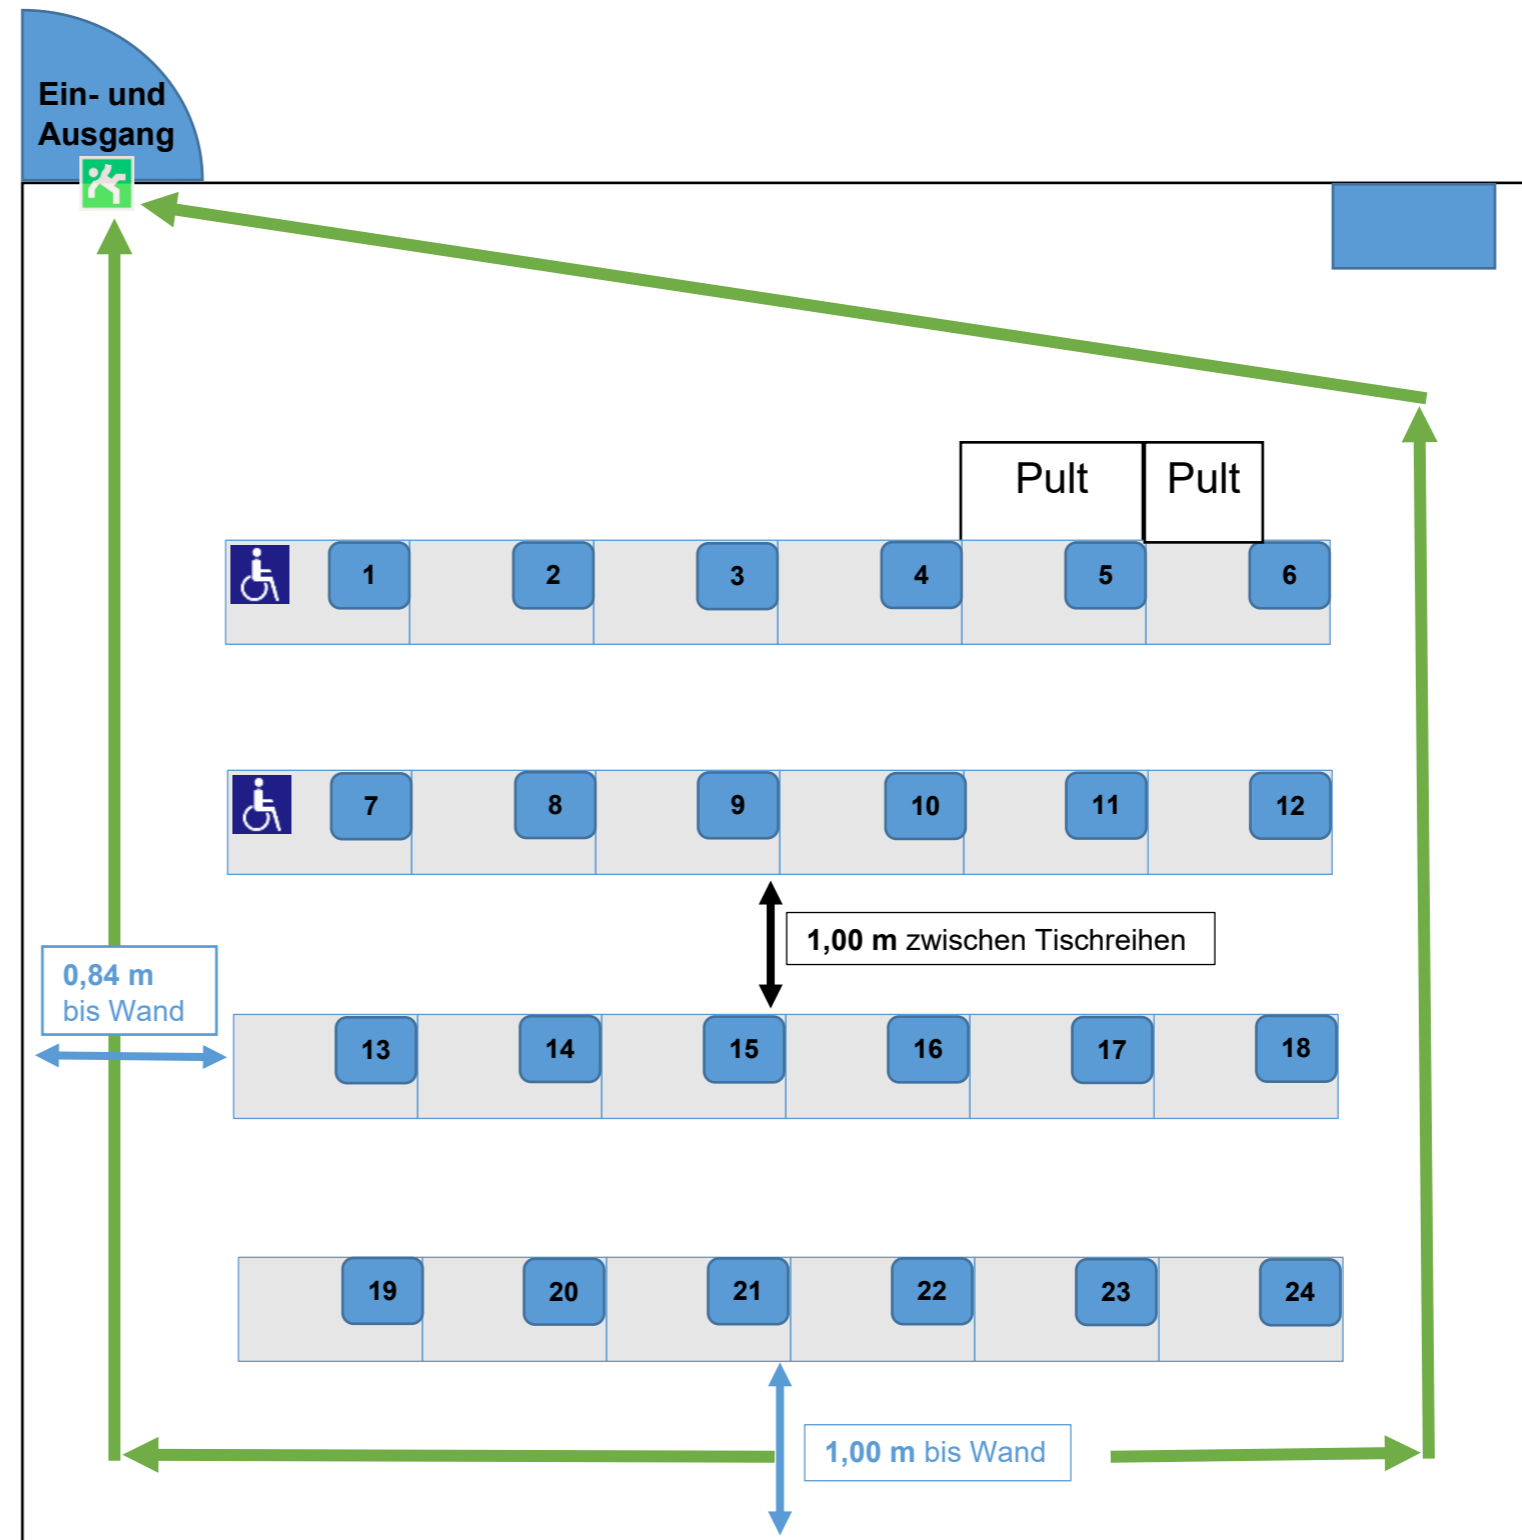 Ein- und
Ausgang
Pult Pult
1 2 3 4 5 6
7 8 9 10 11 12
1,00 m zwischen Tischreihen
0,84 m
bis Wand
13 14 15 16 17 18
19 20 21 22 23 24
1,00 m bis Wand